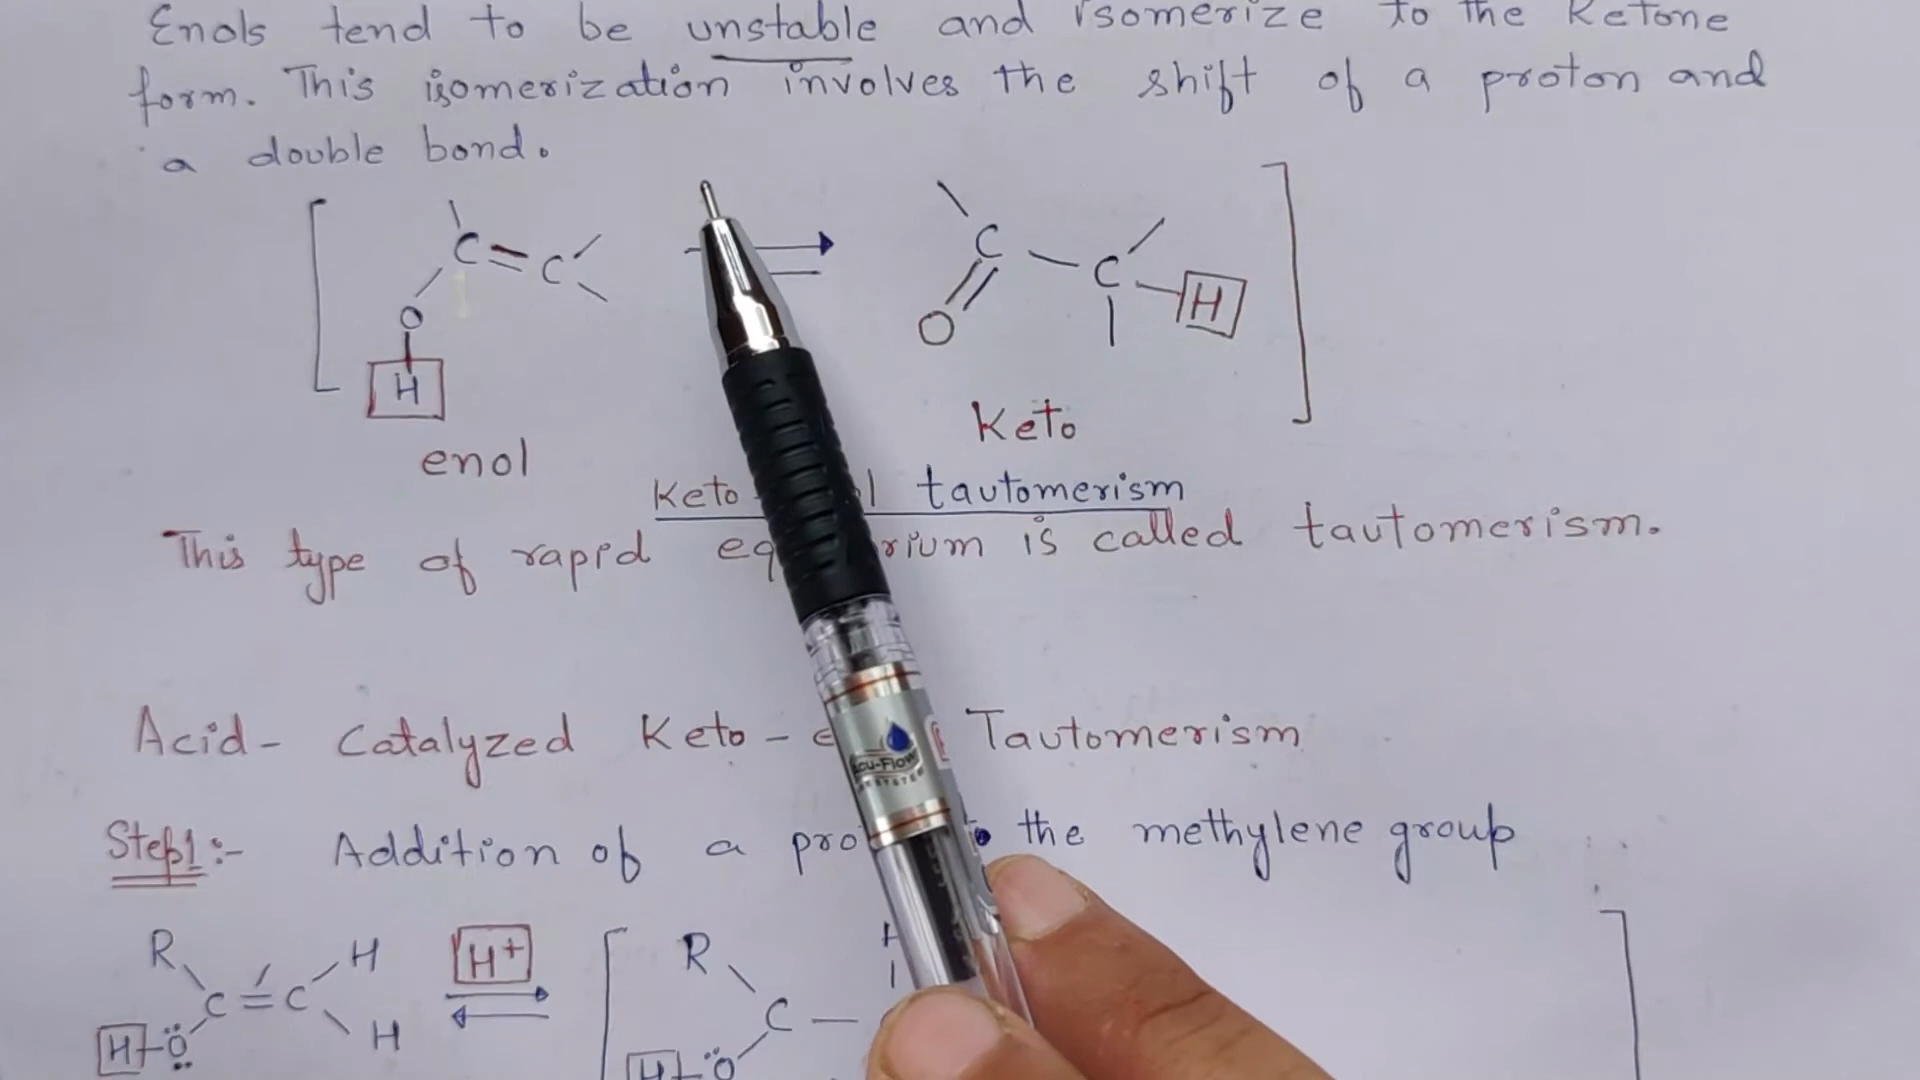 Enols tend to be unstable and isomerize to the Ketone
form. This isomerization involves the shift of a proton and
a double bond.
C = C
O
H
enol
C - C - H
O
Keto
Keto tautomerism
This type of rapid is called tautomerism.
Acid- Catalyzed Keto- Tautomerism
Step1:- Addition of a the methylene group
R H
C = C
H-O H
H+
R H
C -
H-O
Acu-Flow